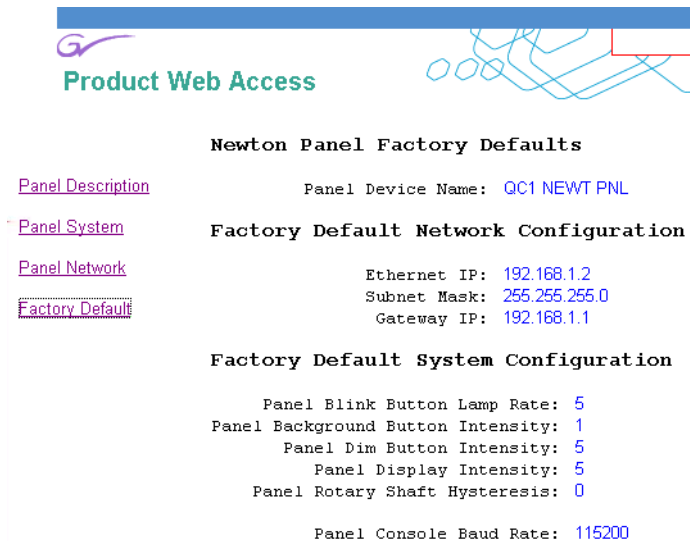 Product Web Access
Newton Panel Factory Defaults
Panel Description
Panel Device Name: QC1 NEWT PNL
Panel System
Factory Default Network Configuration
Panel Network
Ethernet IP: 192.168.1.2
Subnet Mask: 255.255.255.0
Factory Default
Gateway IP: 192.168.1.1
Factory Default System Configuration
Panel Blink Button Lamp Rate: 5
Panel Background Button Intensity: 1
Panel Dim Button Intensity: 5
Panel Display Intensity: 5
Panel Rotary Shaft Hysteresis: 0
Panel Console Baud Rate: 115200